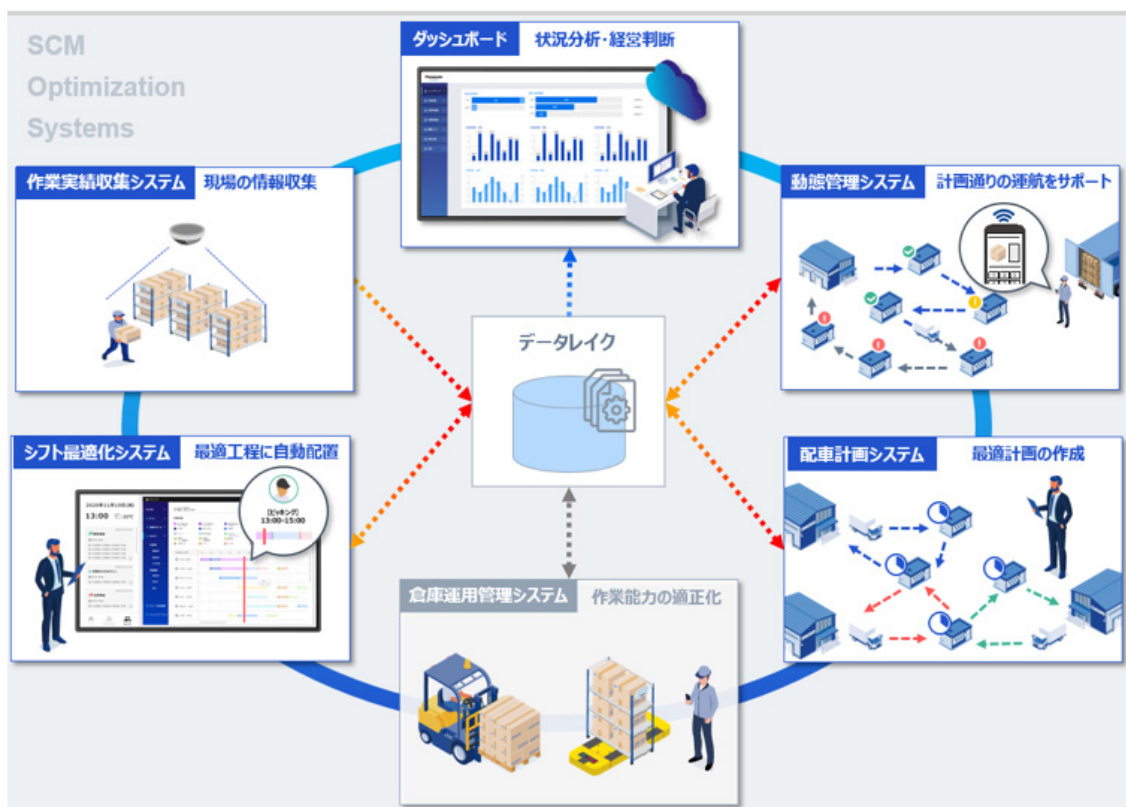 SCM
Optimization
Systems
ダッシュボード 状況分析・経営判断
作業実績収集システム 現場の情報収集
動態管理システム 計画通りの運航をサポート
データレイク
シフト最適化システム 最適工程に自動配置
13:00
[ピッキング]
13:00~15:00
配車計画システム 最適計画の作成
倉庫運用管理システム 作業能力の適正化